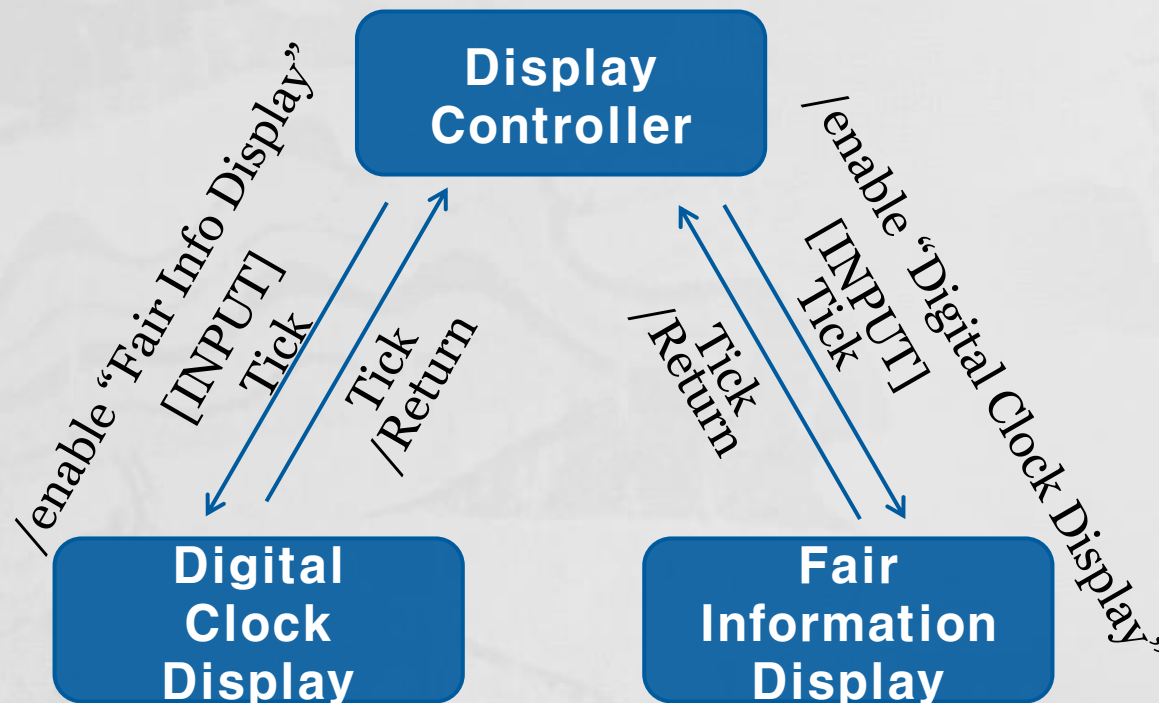 Display
Controller
/enable “Fair Info Display”
[INPUT]
Tick
Tick
/Return
Tick
/Return
/enable “Digital Clock Display”
[INPUT]
Tick
Digital
Clock
Display
Fair
Information
Display